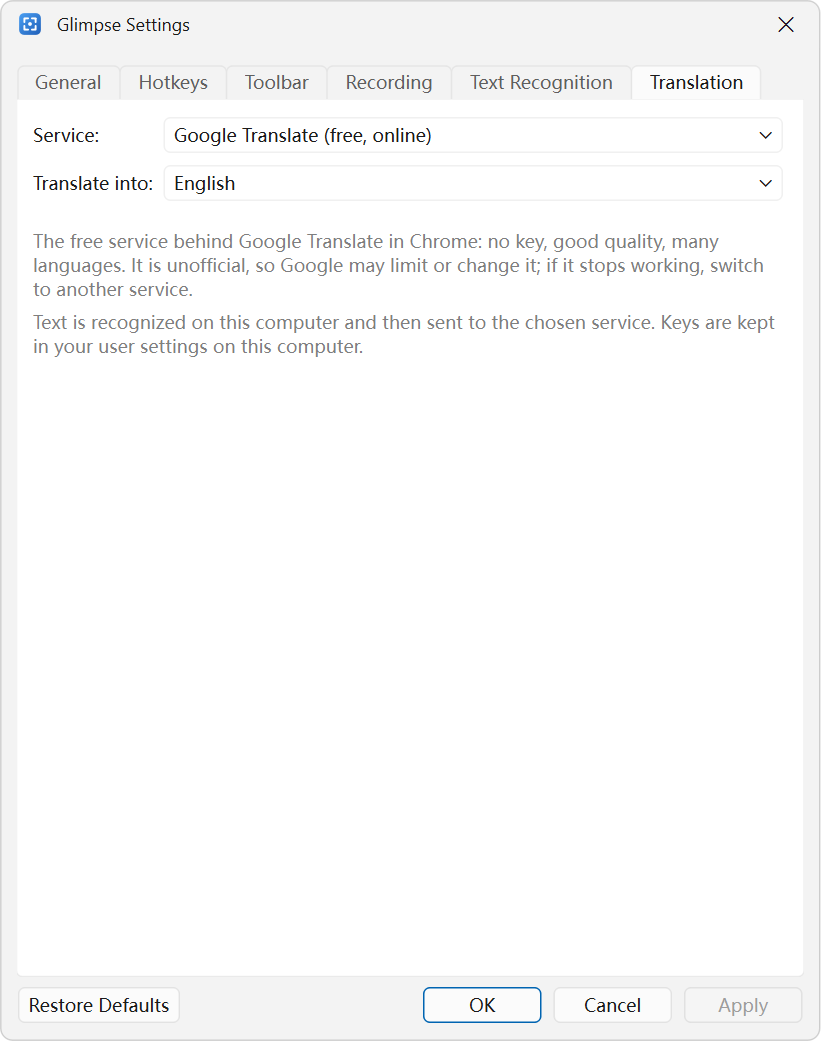 Glimpse Settings
General
Hotkeys
Toolbar
Recording
Text Recognition
Translation
Service:
Google Translate (free, online)
Translate into:
English
The free service behind Google Translate in Chrome: no key, good quality, many
languages. It is unofficial, so Google may limit or change it; if it stops working, switch
to another service.
Text is recognized on this computer and then sent to the chosen service. Keys are kept
in your user settings on this computer.
Restore Defaults
OK
Cancel
Apply